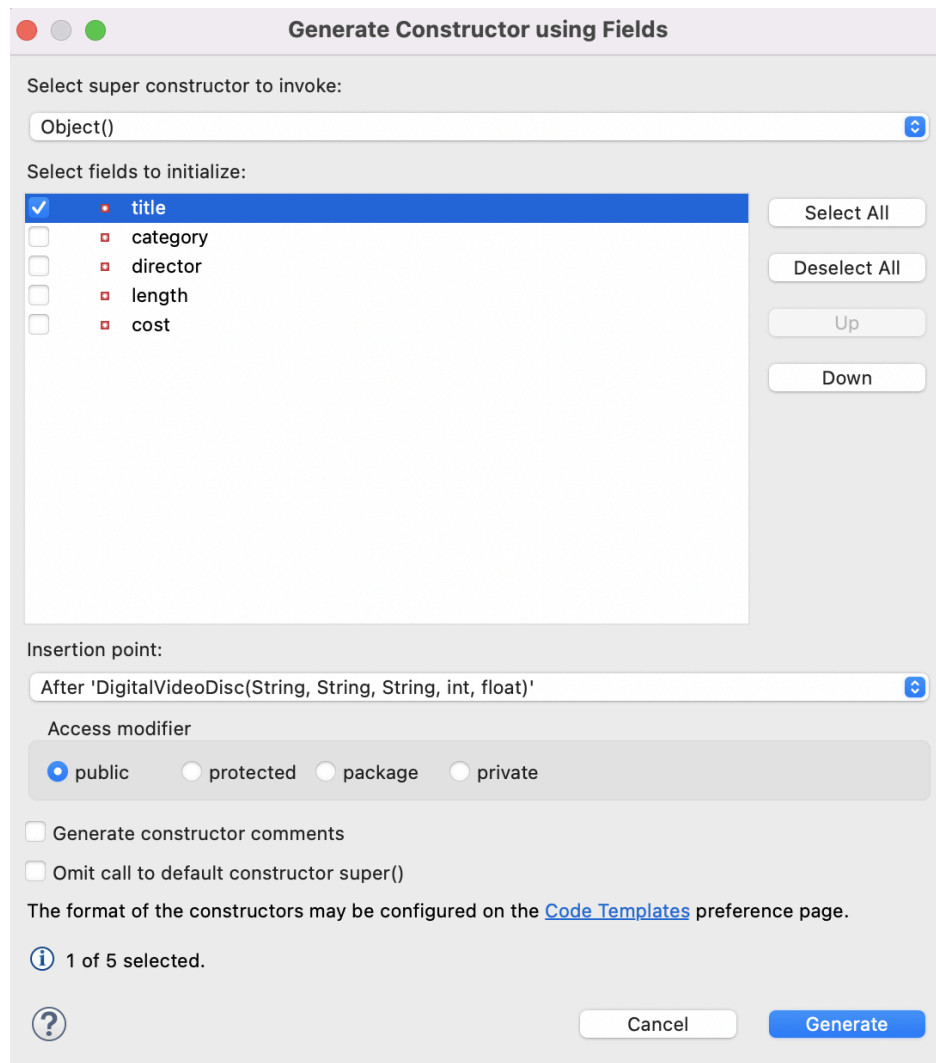 Generate Constructor using Fields
Select super constructor to invoke:
Object()
Select fields to initialize:
title
category
director
length
cost
Select All
Deselect All
Up
Down
Insertion point:
After 'DigitalVideoDisc(String, String, String, int, float)'
Access modifier
public protected package private
Generate constructor comments
Omit call to default constructor super()
The format of the constructors may be configured on the Code Templates preference page.
1 of 5 selected.
Cancel Generate